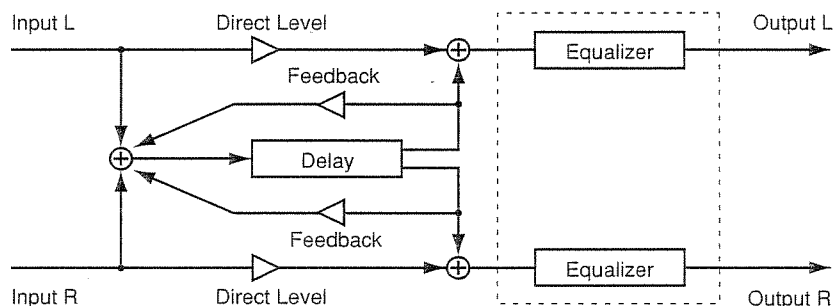 Input L
Direct Level
Output L
Equalizer
Feedback
Delay
Feedback
Equalizer
Input R
Direct Level
Output R